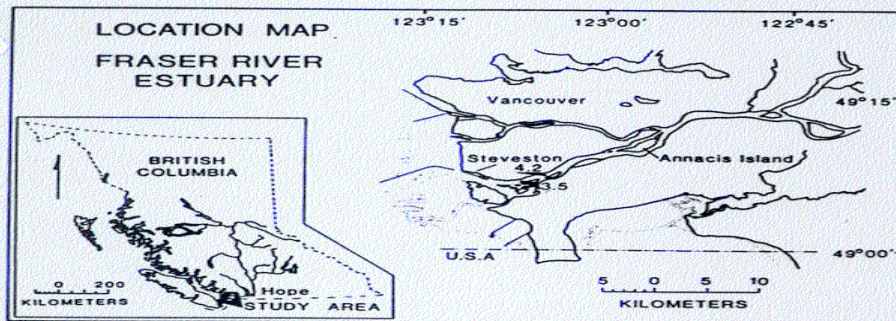 LOCATION MAP
FRASER RIVER
ESTUARY
BRITISH
COLUMBIA
0 200
KILOMETERS
Hope
STUDY AREA
123°15′ 123°00′ 122°45′
49°15′
Vancouver
Steveston
Annacis Island
4.2
3.5
U.S.A
49°00′
5 0 5 10
KILOMETERS